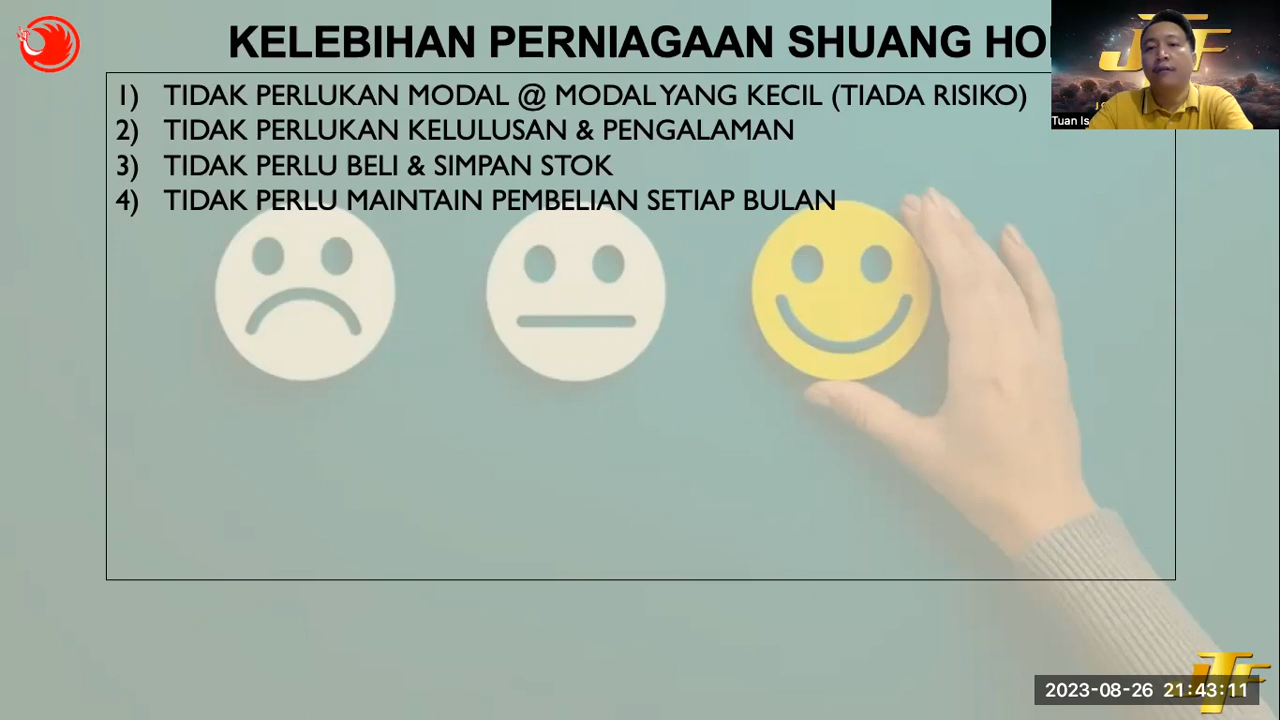 KELEBIHAN PERNIAGAAN SHUANG
1) TIDAK PERLUKAN MODAL @ MODAL YANG KECIL (TIADA RISIKO)
2) TIDAK PERLUKAN KELULUSAN & PENGALAMAN
3) TIDAK PERLU BELI & SIMPAN STOK
4) TIDAK PERLU MAINTAIN PEMBELIAN SETIAP BULAN
Tuan Is
JTF
2023-08-26 21:43:11